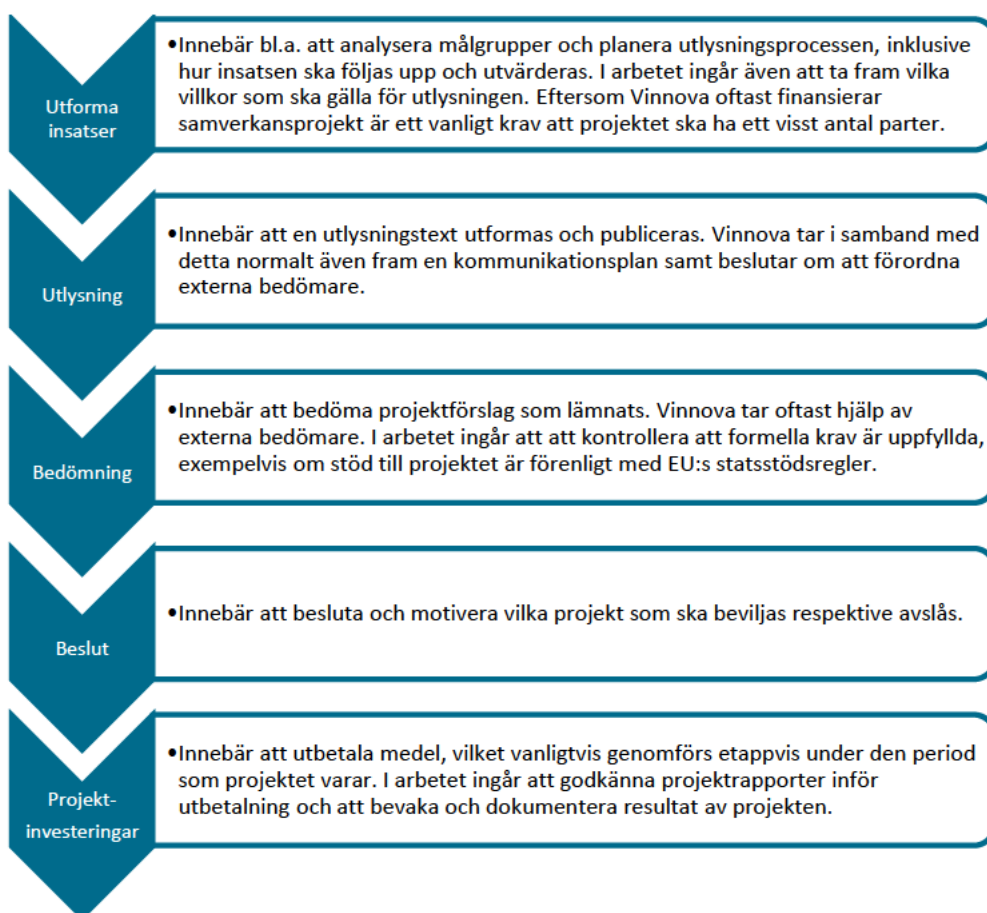 Utforma
insatser
•Innebär bl.a. att analysera målgrupper och planera utlysningsprocessen, inklusive
hur insatsen ska följas upp och utvärderas. I arbetet ingår även att ta fram vilka
villkor som ska gälla för utlysningen. Eftersom Vinnova oftast finansierar
samverkansprojekt är ett vanligt krav att projektet ska ha ett visst antal parter.
Utlysning
•Innebär att en utlysningstext utformas och publiceras. Vinnova tar i samband med
detta normalt även fram en kommunikationsplan samt beslutar om att förordna
externa bedömare.
Bedömning
•Innebär att bedöma projektförslag som lämnats. Vinnova tar oftast hjälp av
externa bedömare. I arbetet ingår att att kontrollera att formella krav är uppfyllda,
exempelvis om stöd till projektet är förenligt med EU:s statsstödsregler.
Beslut
•Innebär att besluta och motivera vilka projekt som ska beviljas respektive avslås.
Projekt-
investeringar
•Innebär att utbetala medel, vilket vanligtvis genomförs etappvis under den period
som projektet varar. I arbetet ingår att godkänna projektrapporter inför
utbetalning och att bevaka och dokumentera resultat av projekten.